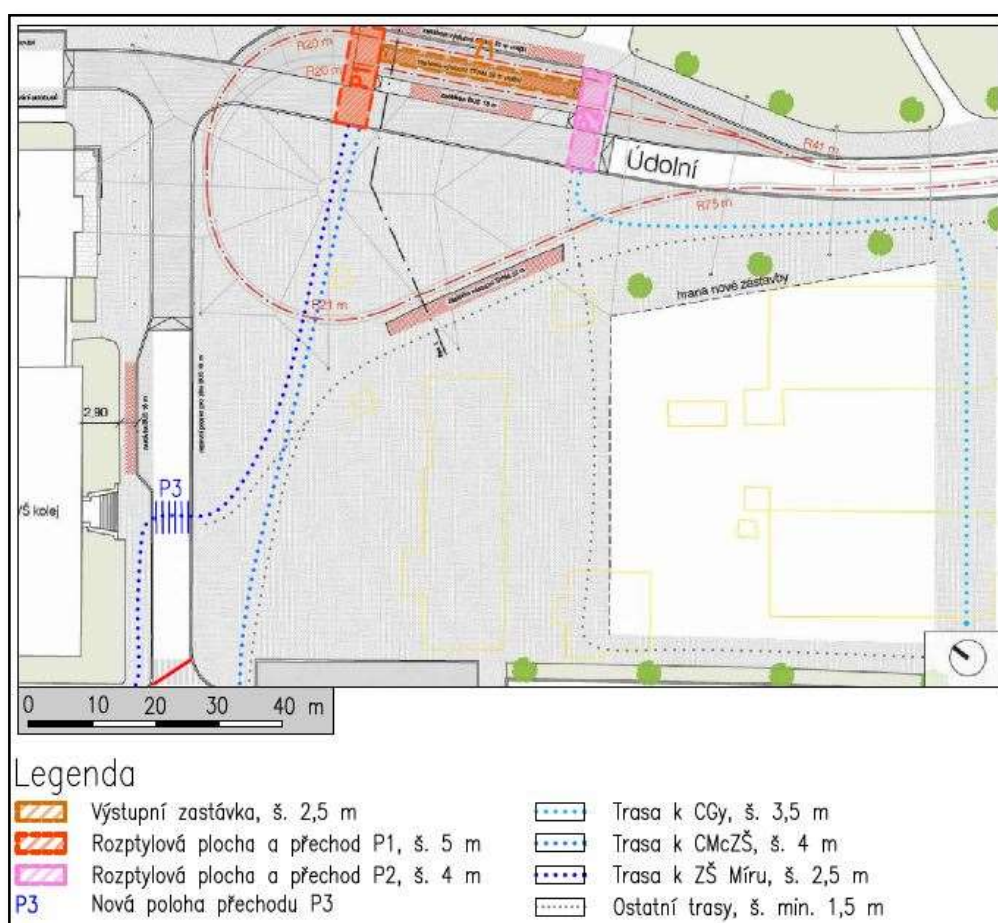 Z1
R20 m
R20 m
P1
Údolní
R41 m
R75 m
R21 m
hrana nové zástavby
2,90
P3
VŠ kolej
0 10 20 30 40 m
Legenda
Výstupní zastávka, š. 2,5 m
Rozptylová plocha a přechod P1, š. 5 m
Rozptylová plocha a přechod P2, š. 4 m
P3 Nová poloha přechodu P3
Trasa k CGy, š. 3,5 m
Trasa k CMcZŠ, š. 4 m
Trasa k ZŠ Míru, š. 2,5 m
Ostatní trasy, š. min. 1,5 m